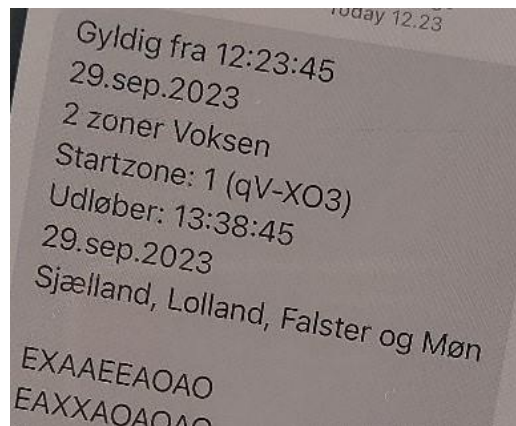 Today 12.23
Gyldig fra 12:23:45
29.sep.2023
2 zoner Voksen
Startzone: 1 (qV-XO3)
Udløber: 13:38:45
29.sep.2023
Sjælland, Lolland, Falster og Møn
EXAAEEAOAO
EAXXAOAOAO